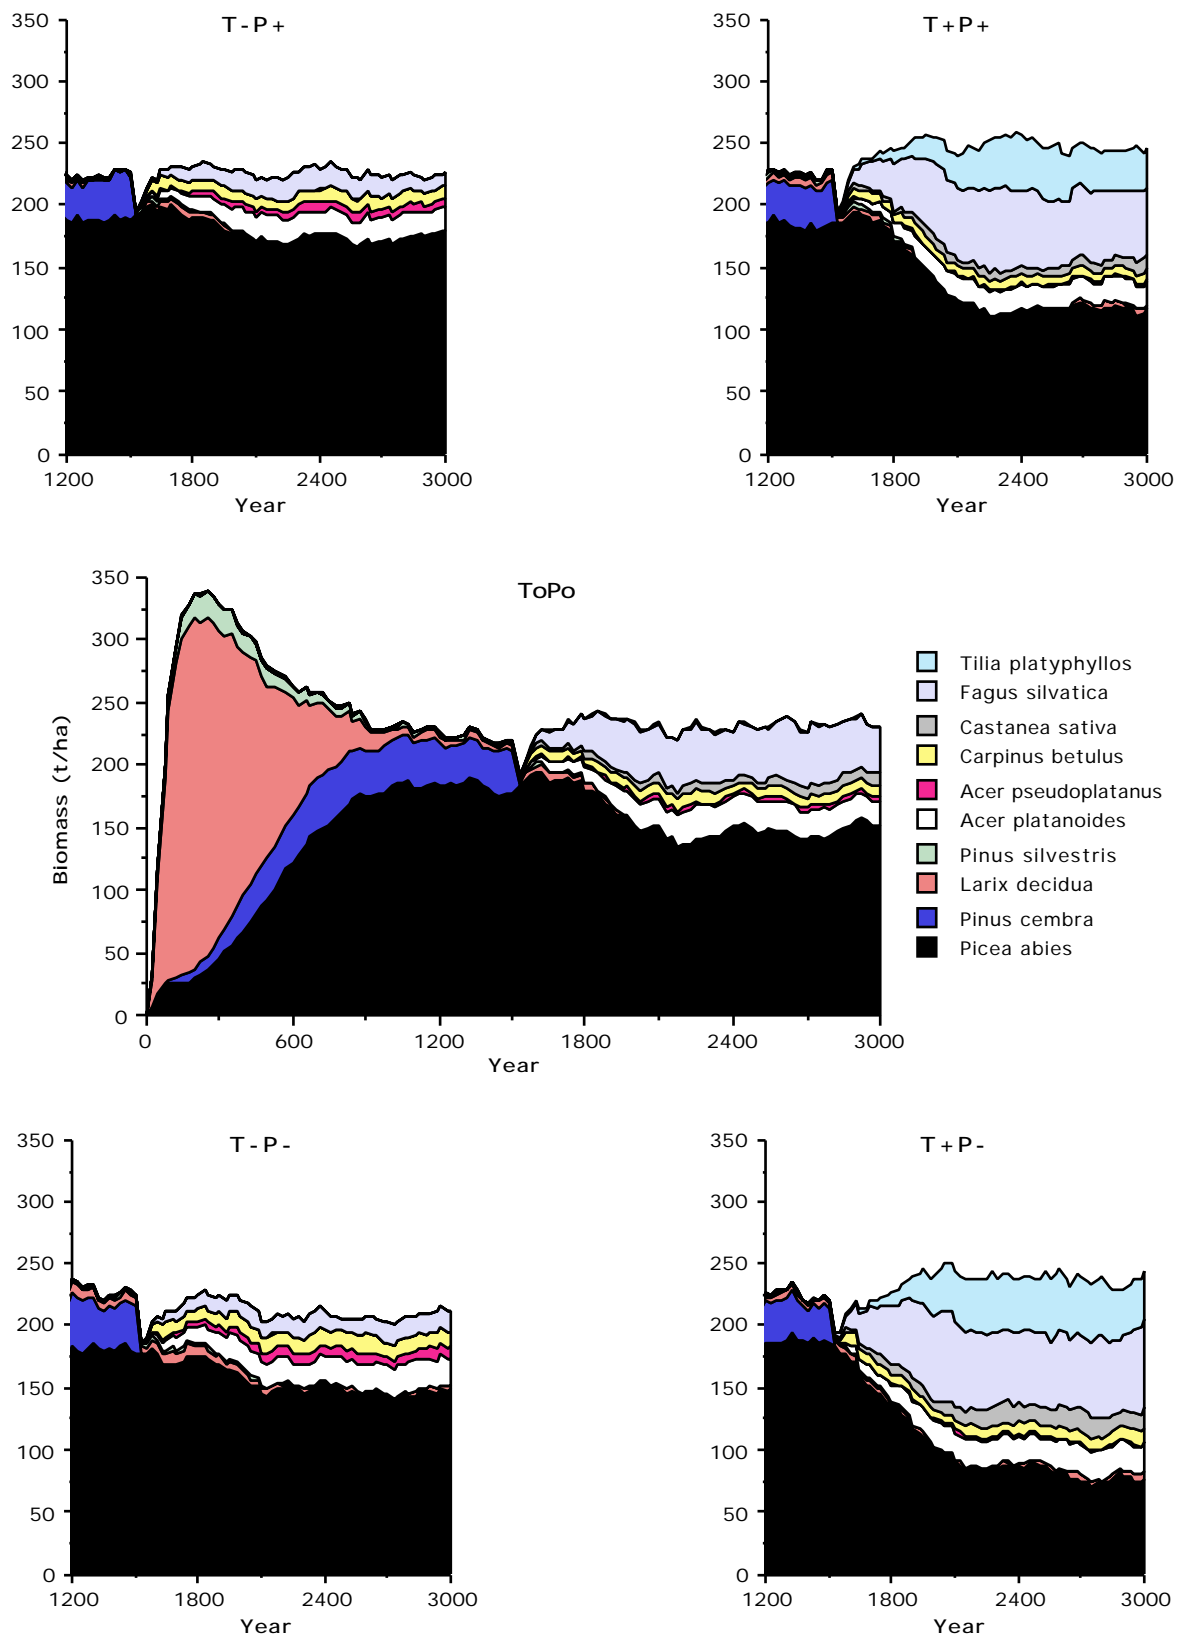 T-P+
350
300
250
200
150
100
50
0
1200 1800 2400 3000
Year
T+P+
350
300
250
200
150
100
50
0
1200 1800 2400 3000
Year
ToPo
Biomass (t/ha)
350
300
250
200
150
100
50
0
0 600 1200 1800 2400 3000
Year
Tilia platyphyllos
Fagus silvatica
Castanea sativa
Carpinus betulus
Acer pseudoplatanus
Acer platanoides
Pinus silvestris
Larix decidua
Pinus cembra
Picea abies
T-P-
350
300
250
200
150
100
50
0
1200 1800 2400 3000
Year
T+P-
350
300
250
200
150
100
50
0
1200 1800 2400 3000
Year